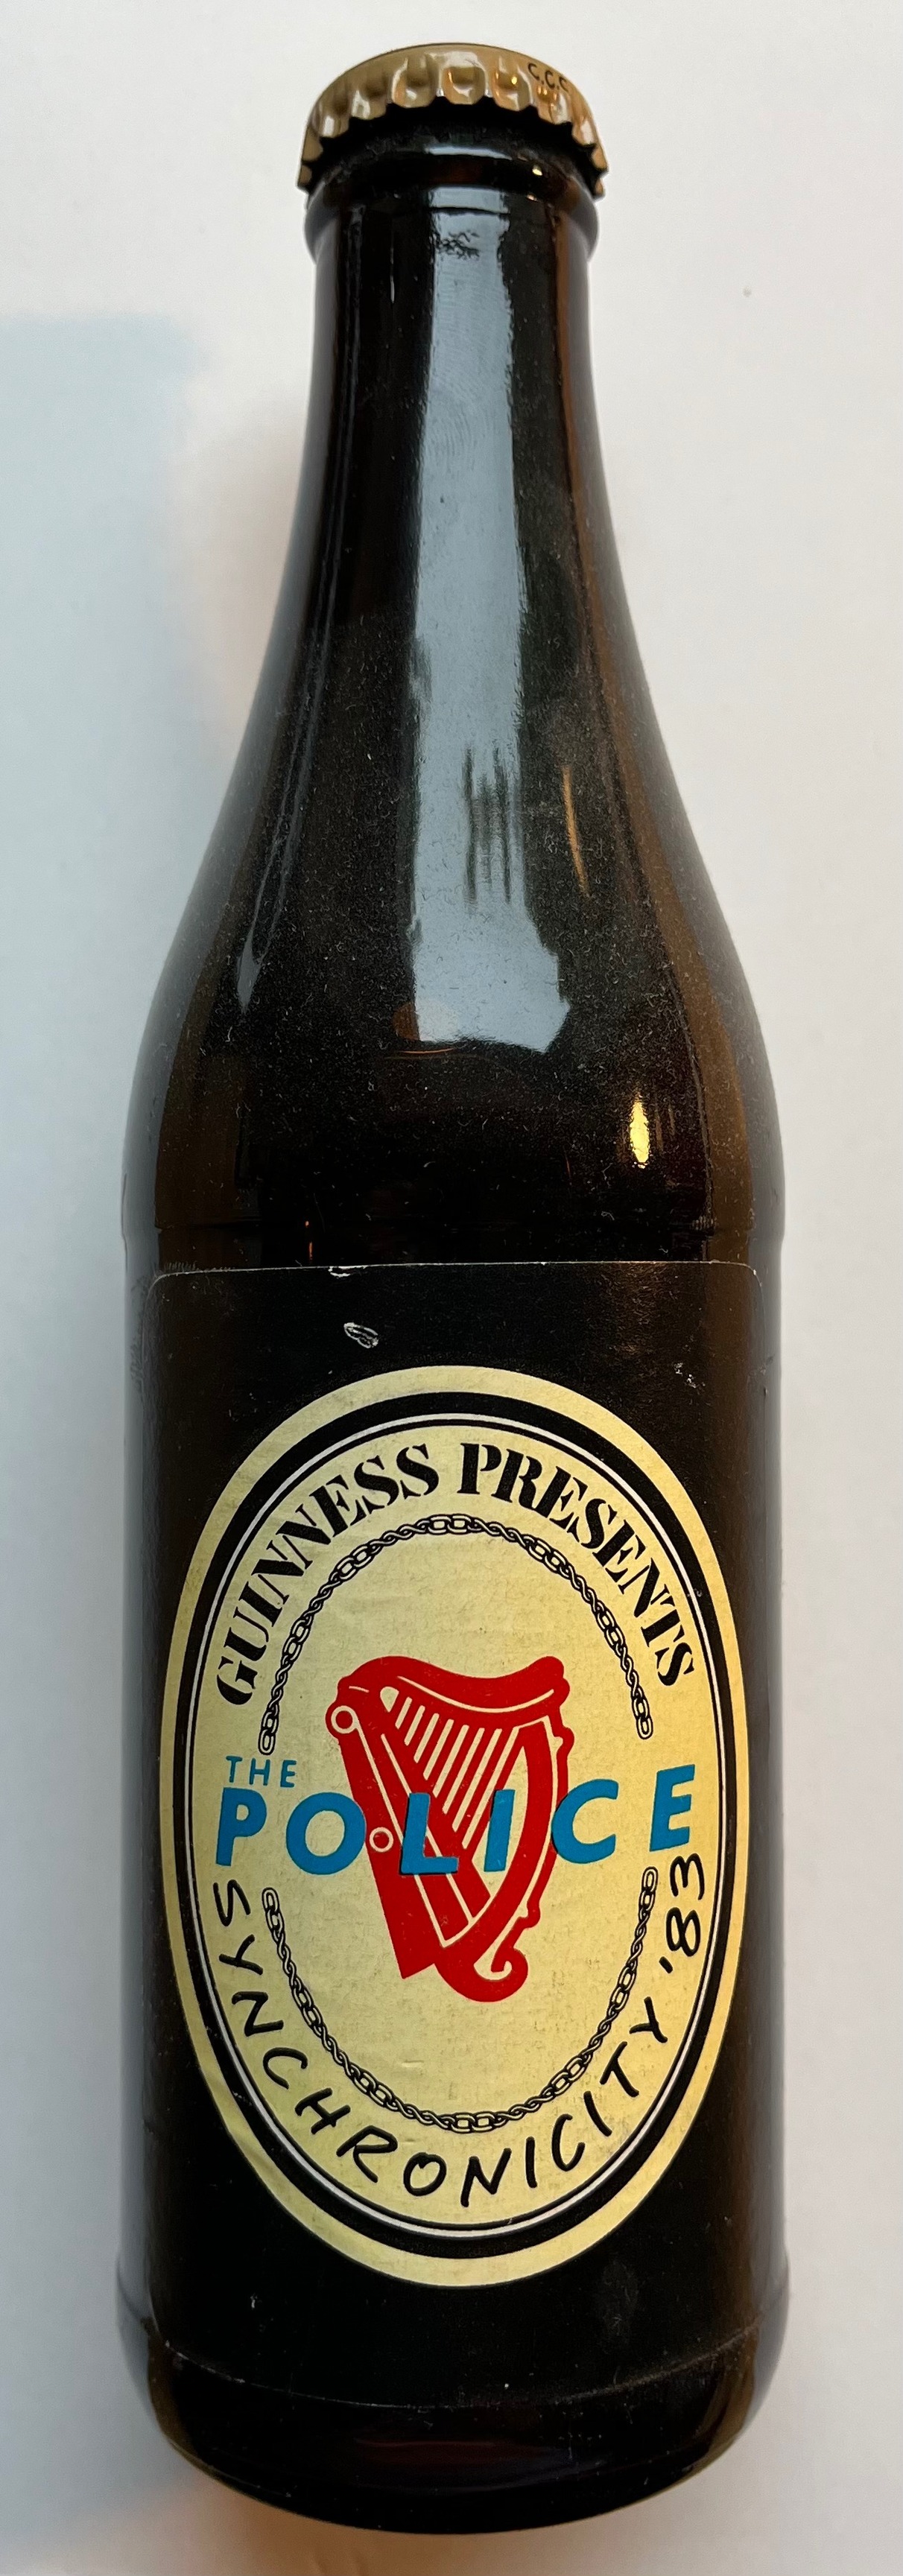 C.C.C
GUINNESS PRESENTS
THE
POLICE
SYNCHRONICITY '83